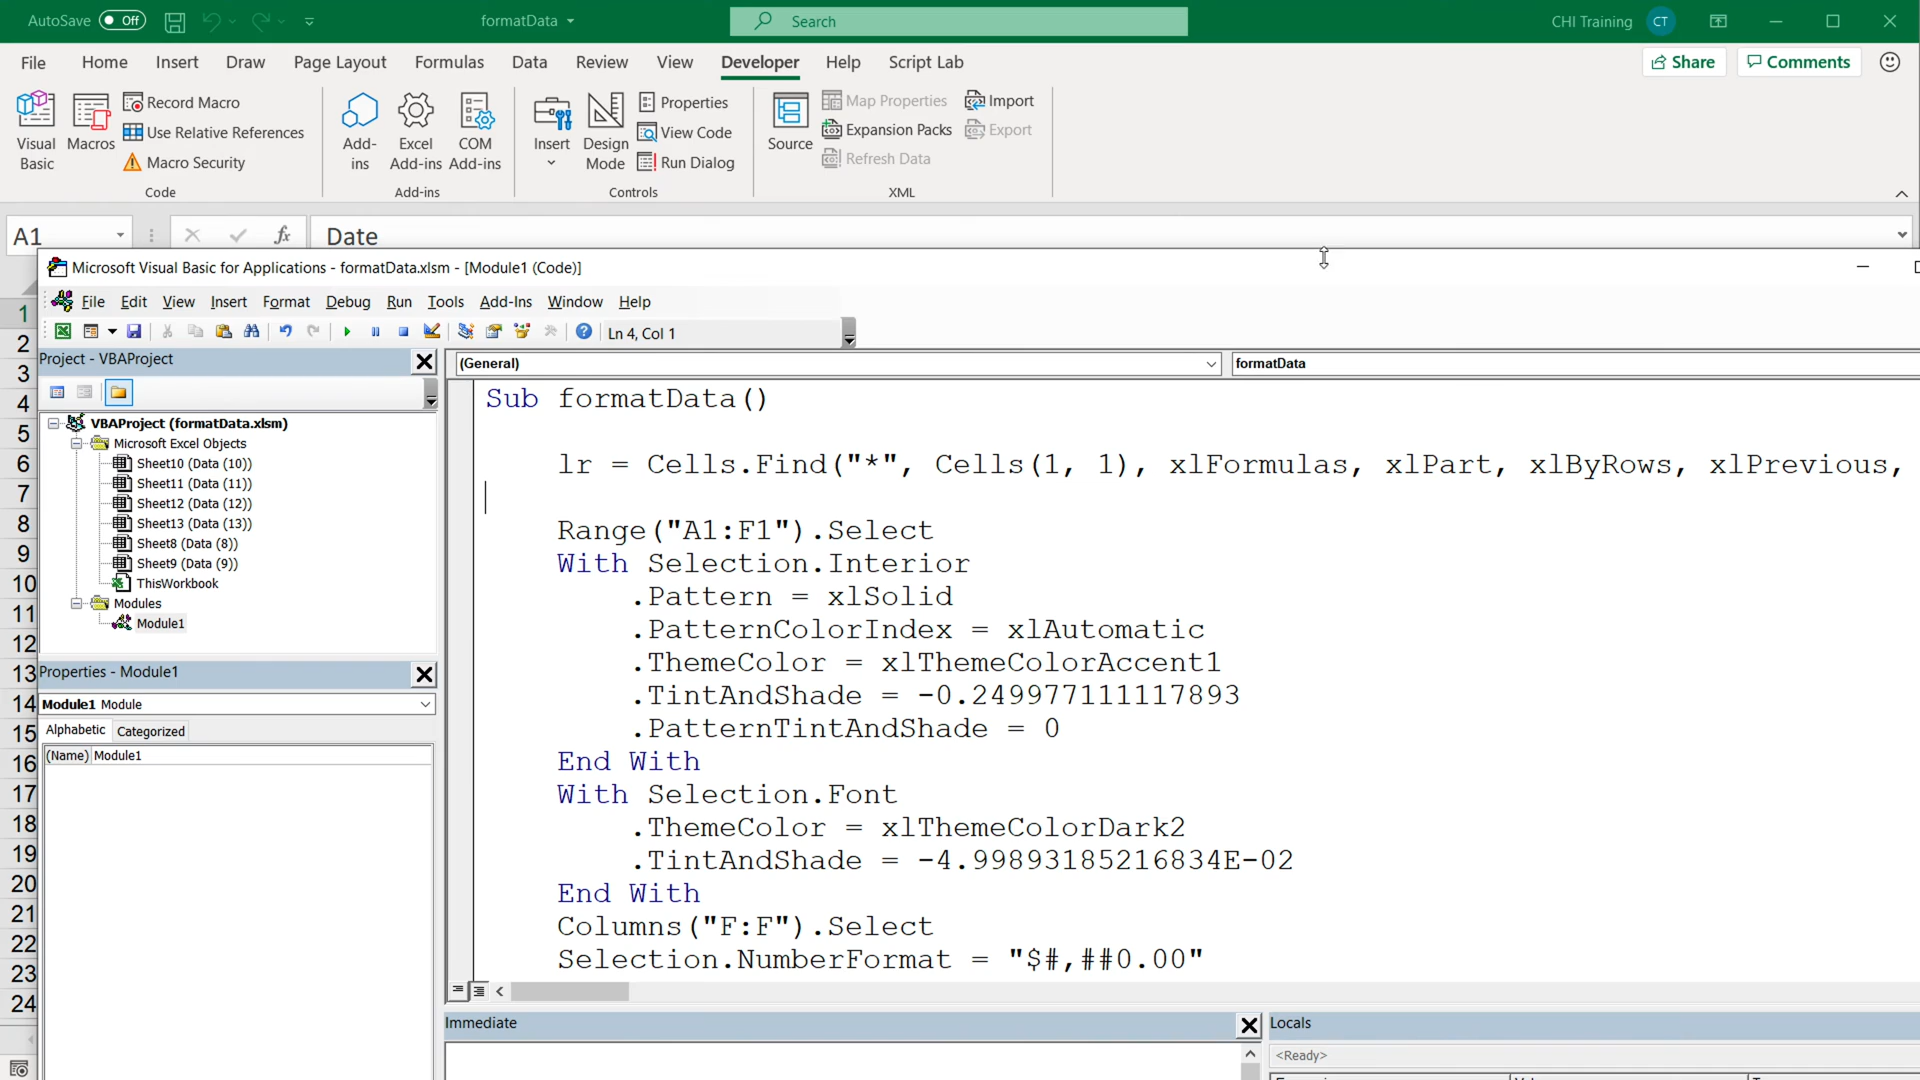 AutoSave Off formatData Search CHI Training CT
File Home Insert Draw Page Layout Formulas Data Review View Developer Help Script Lab Share Comments
Visual Basic
Macros
Record Macro
Use Relative References
Macro Security
Code
Add-ins
Excel Add-ins
COM Add-ins
Add-ins
Insert
Design Mode
Properties
View Code
Run Dialog
Controls
Source
Map Properties
Expansion Packs
Refresh Data
Import
Export
XML
A1 fx Date
Microsoft Visual Basic for Applications - formatData.xlsm - [Module1 (Code)]
File Edit View Insert Format Debug Run Tools Add-Ins Window Help
Ln 4, Col 1
1
2
3
4
5
6
7
8
9
10
11
12
13
14
15
16
17
18
19
20
21
22
23
24
Project - VBAProject
VBAProject (formatData.xlsm)
Microsoft Excel Objects
Sheet10 (Data (10))
Sheet11 (Data (11))
Sheet12 (Data (12))
Sheet13 (Data (13))
Sheet8 (Data (8))
Sheet9 (Data (9))
ThisWorkbook
Modules
Module1
Properties - Module1
Module1 Module
Alphabetic Categorized
(Name) Module1
(General) formatData
Sub formatData()
lr = Cells.Find("*", Cells(1, 1), xlFormulas, xlPart, xlByRows, xlPrevious,
Range("A1:F1").Select
With Selection.Interior
.Pattern = xlSolid
.PatternColorIndex = xlAutomatic
.ThemeColor = xlThemeColorAccent1
.TintAndShade = -0.249977111117893
.PatternTintAndShade = 0
End With
With Selection.Font
.ThemeColor = xlThemeColorDark2
.TintAndShade = -4.99893185216834E-02
End With
Columns("F:F").Select
Selection.NumberFormat = "$#,##0.00"
Immediate
Locals
<Ready>